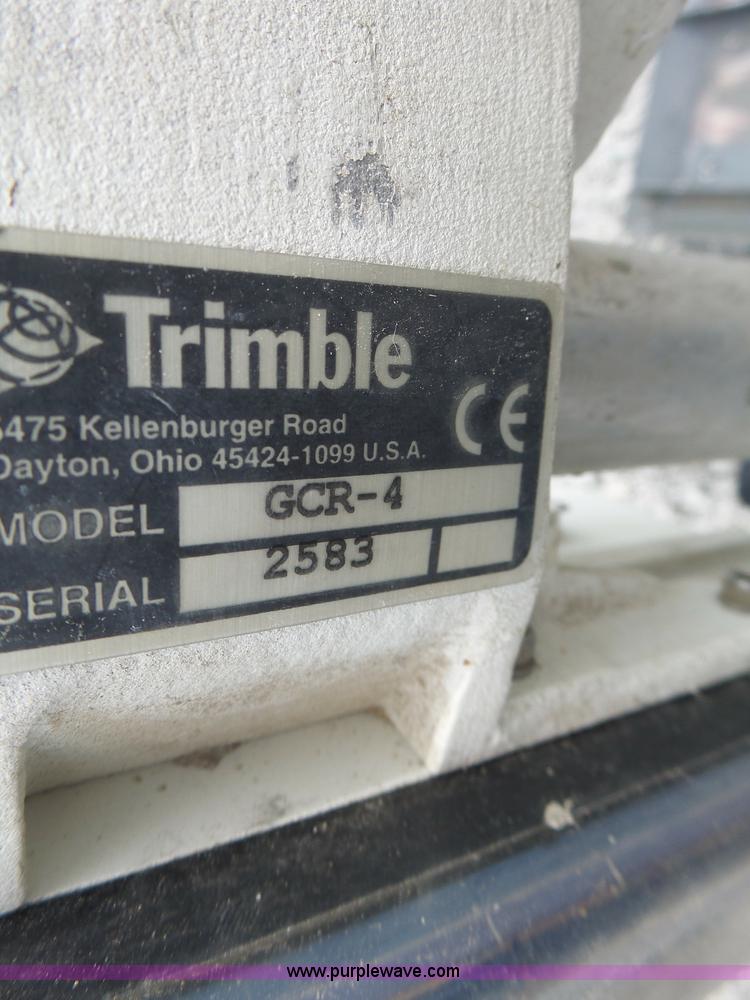 Trimble
5475 Kellenburger Road
Dayton, Ohio 45424-1099 U.S.A.
CE
MODEL GCR-4
SERIAL 2583
www.purplewave.com